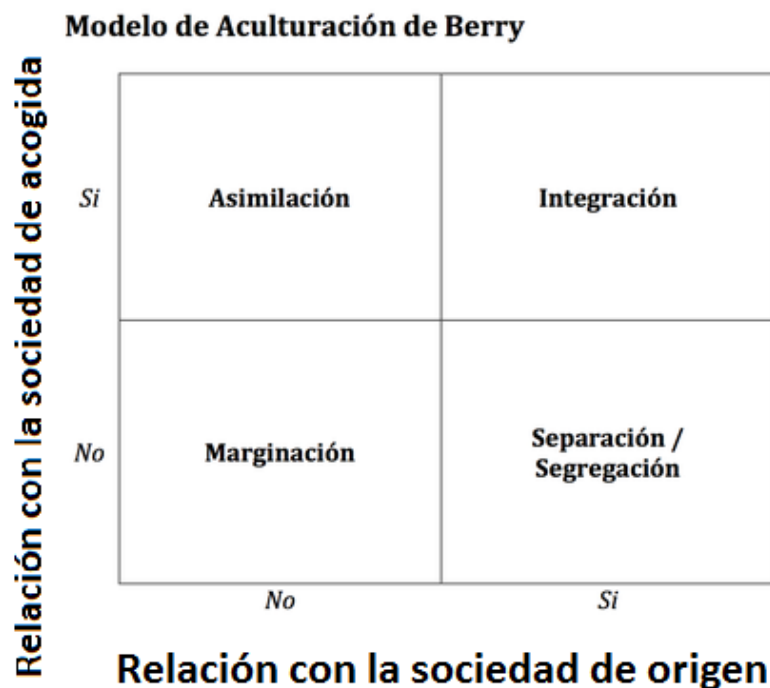 Modelo de Aculturación de Berry
Relación con la sociedad de acogida
Si
Asimilación
Integración
No
Marginación
Separación /
Segregación
No
Si
Relación con la sociedad de origen